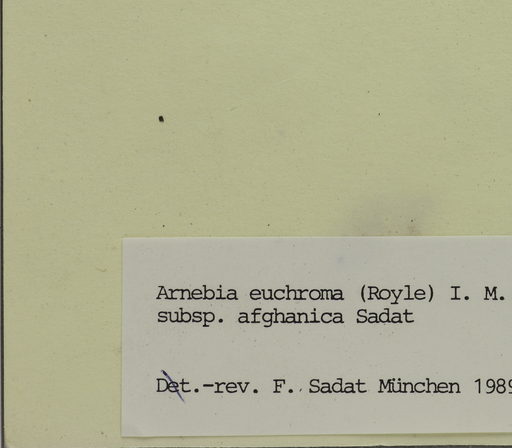 Arnebia euchroma (Royle) I. M.
subsp. afghanica Sadat
Det.-rev. F. Sadat München 1989